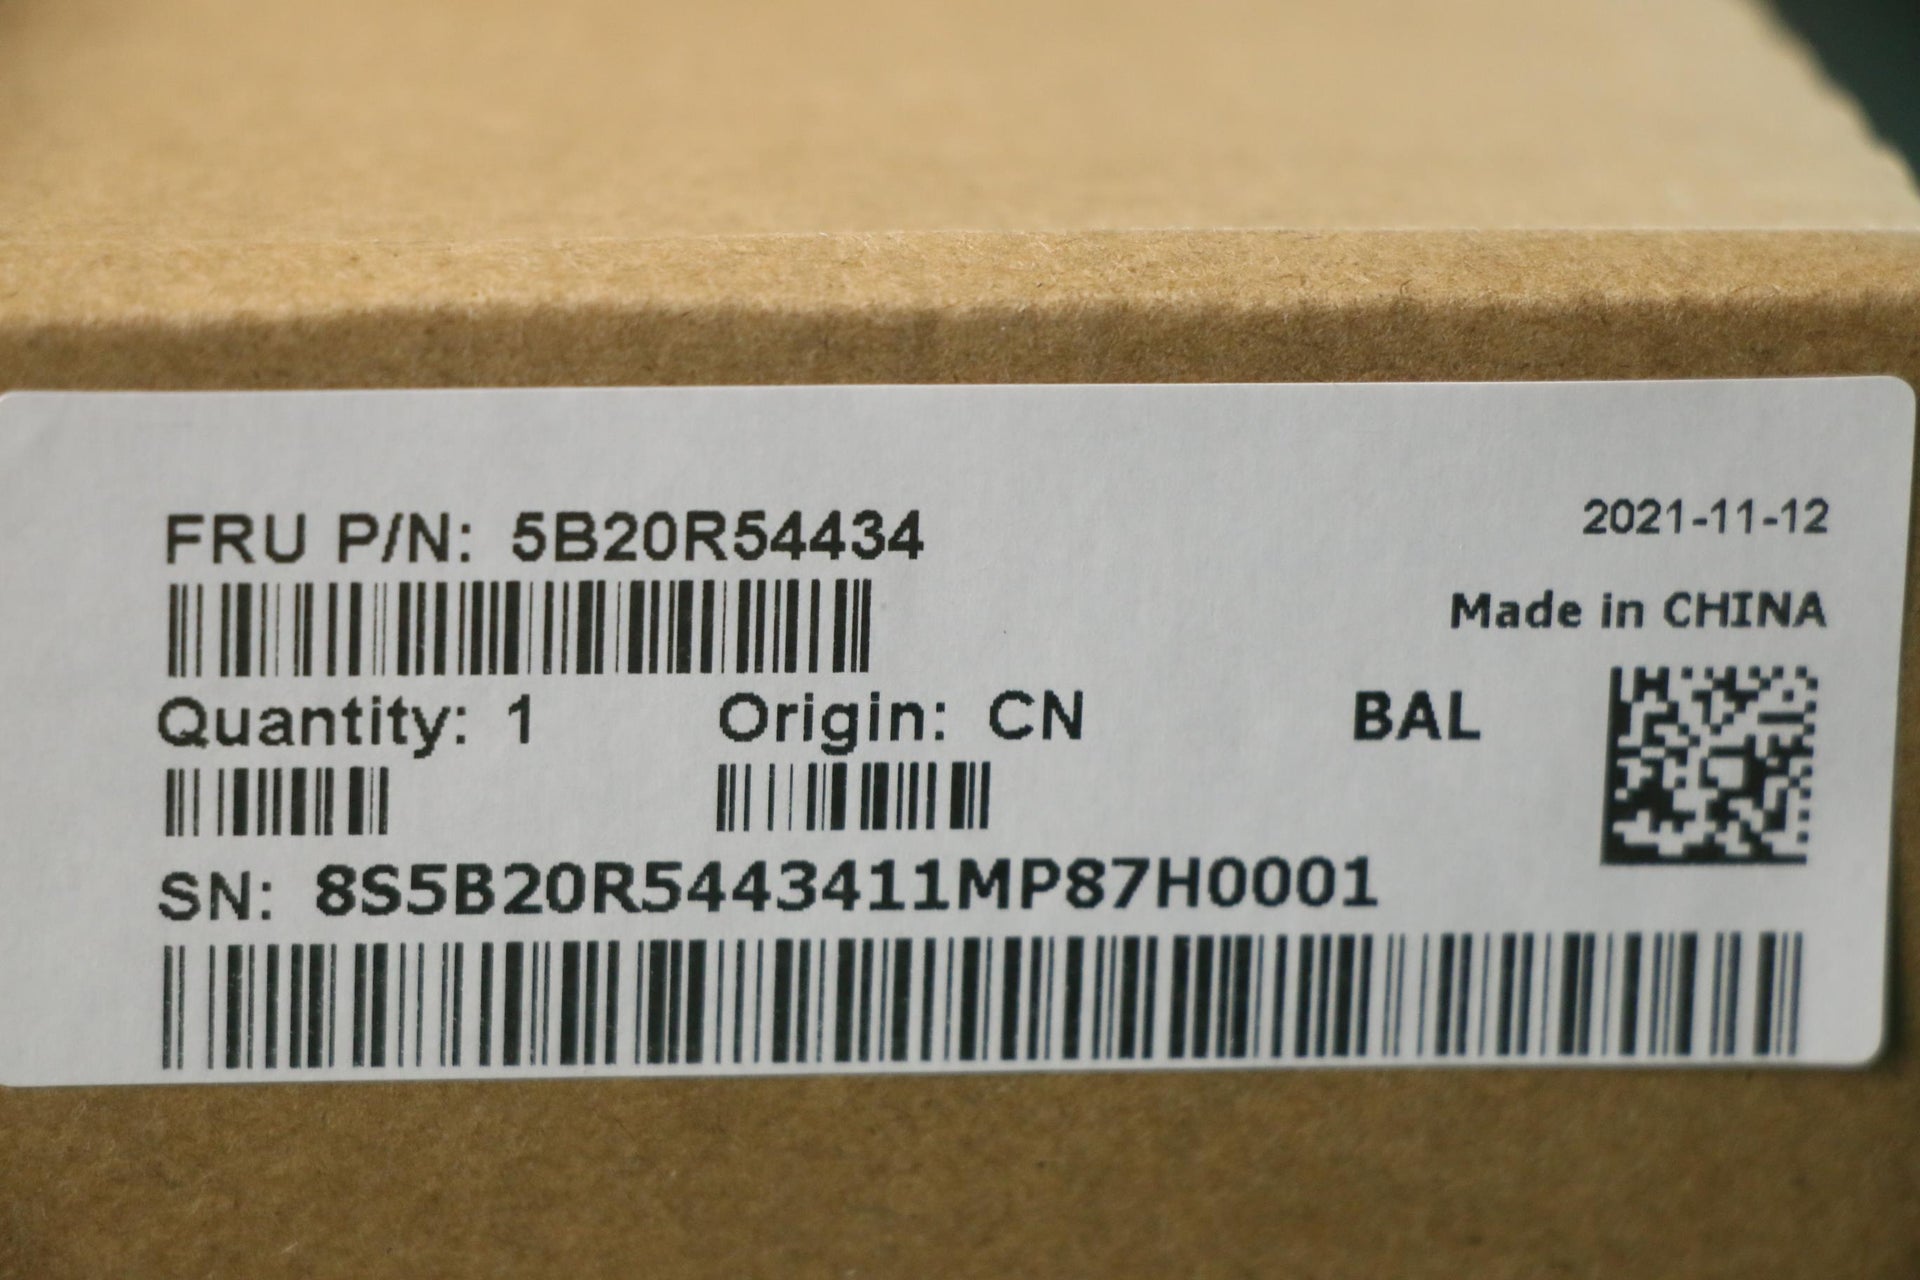 FRU P/N: 5B20R54434
2021-11-12
Made in CHINA
Quantity: 1
Origin: CN
BAL
SN: 8S5B20R5443411MP87H0001